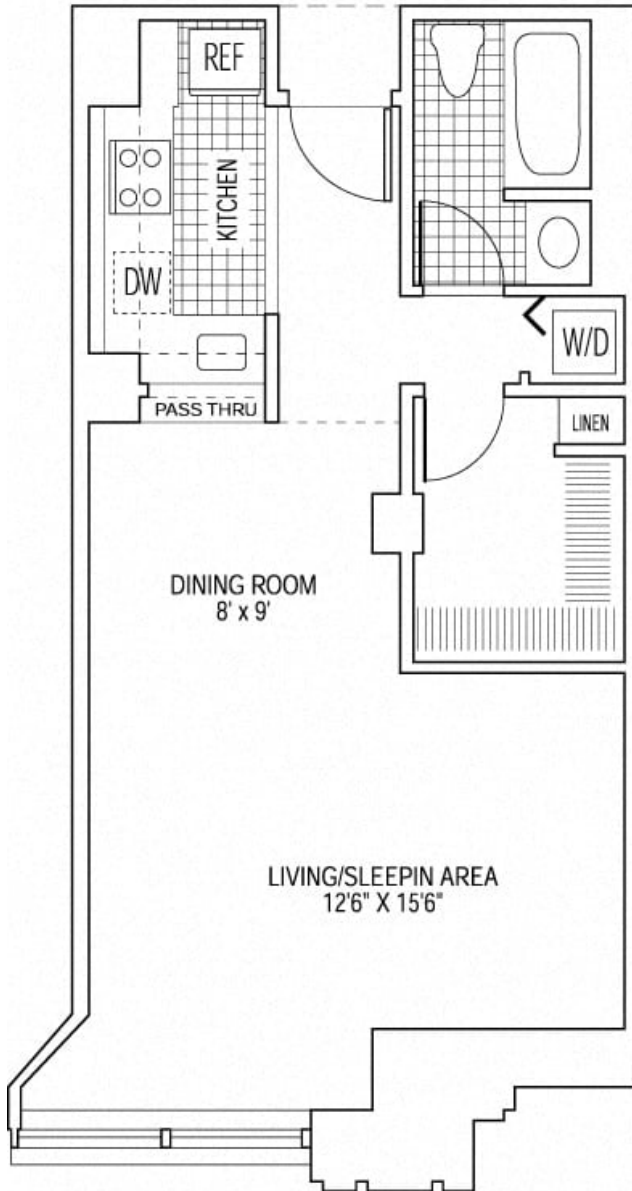 REF
KITCHEN
DW
W/D
PASS THRU
LINEN
DINING ROOM
8' x 9'
LIVING/SLEEPIN AREA
12'6" X 15'6"